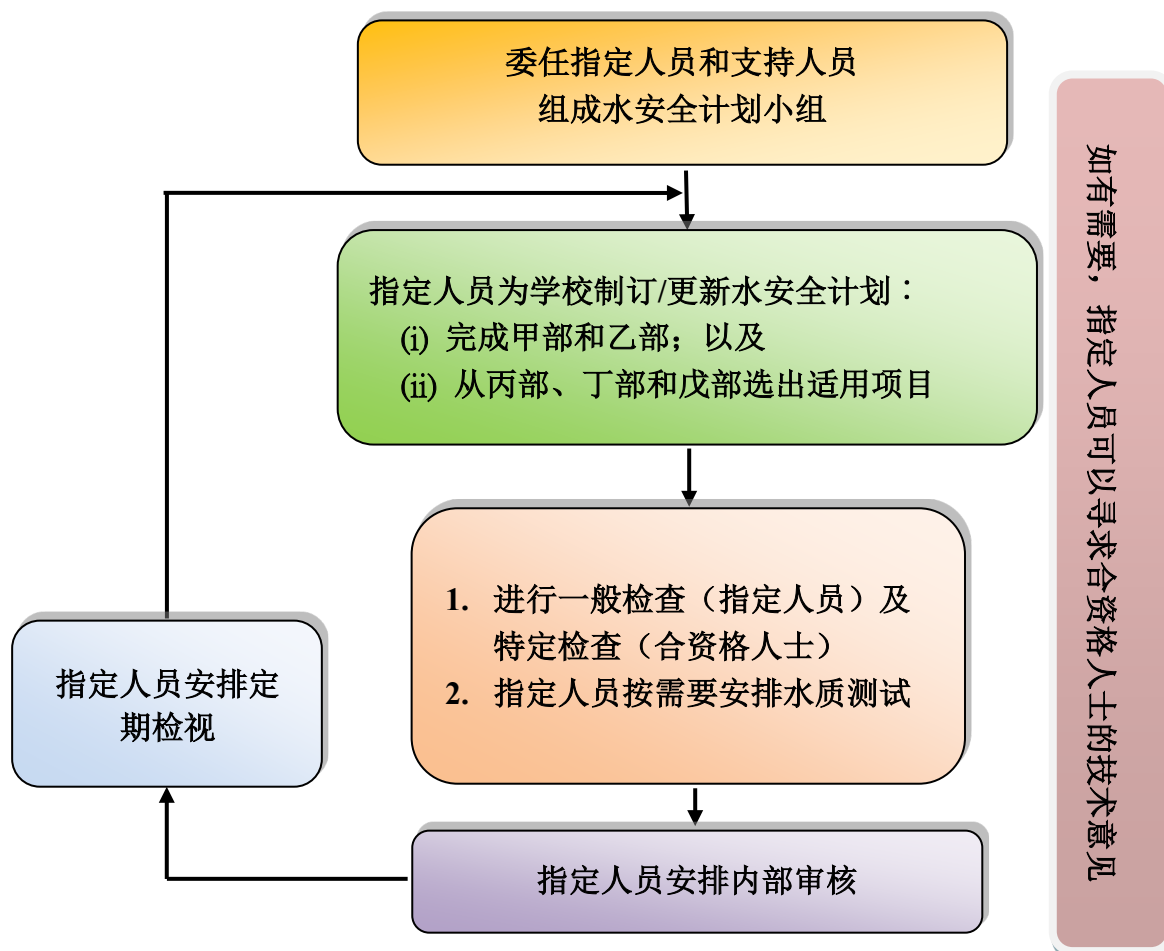 委任指定人员和支持人员
组成水安全计划小组
指定人员为学校制订/更新水安全计划：
(i) 完成甲部和乙部；以及
(ii) 从丙部、丁部和戊部选出适用项目
1. 进行一般检查（指定人员）及
特定检查（合资格人士）
2. 指定人员按需要安排水质测试
指定人员安排定
期检视
指定人员安排内部审核
如有需要，指定人员可以寻求合资格人士的技术意见